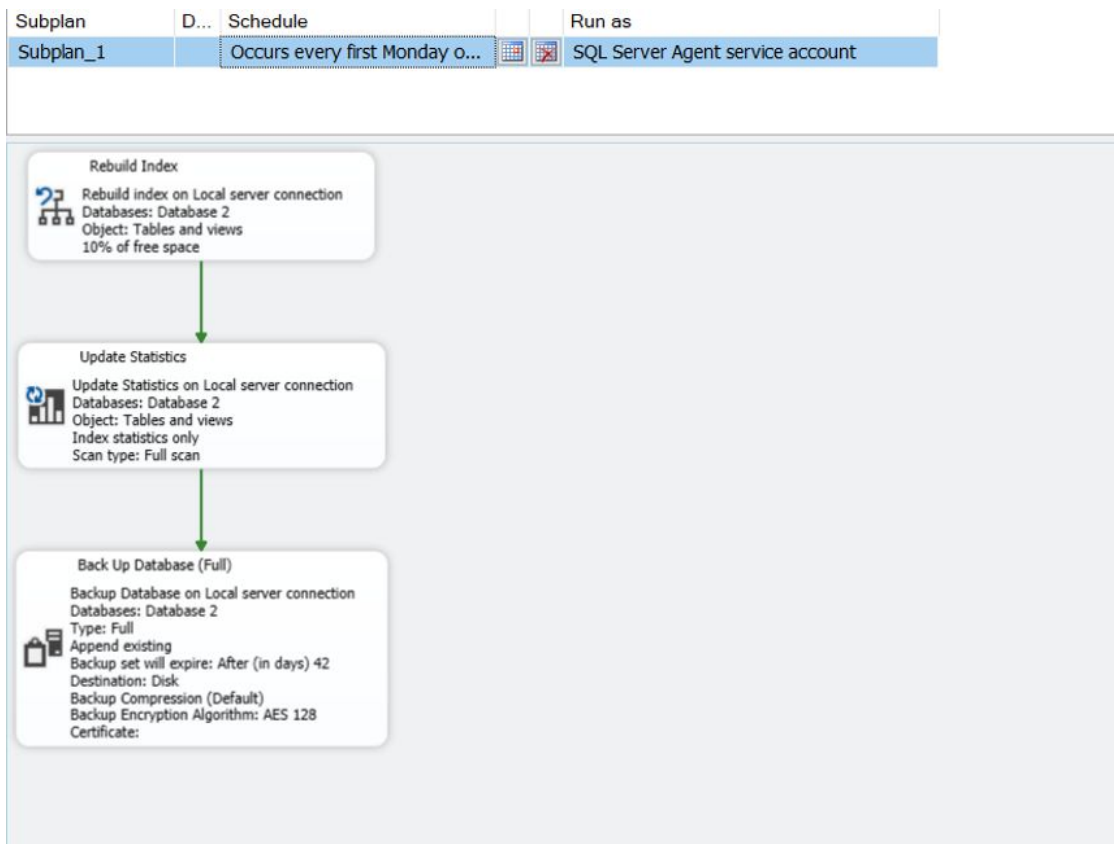 Subplan D... Schedule Run as
Subplan_1 Occurs every first Monday o... SQL Server Agent service account
Rebuild Index
Rebuild index on Local server connection
Databases: Database 2
Object: Tables and views
10% of free space
Update Statistics
Update Statistics on Local server connection
Databases: Database 2
Object: Tables and views
Index statistics only
Scan type: Full scan
Back Up Database (Full)
Backup Database on Local server connection
Databases: Database 2
Type: Full
Append existing
Backup set will expire: After (in days) 42
Destination: Disk
Backup Compression (Default)
Backup Encryption Algorithm: AES 128
Certificate: